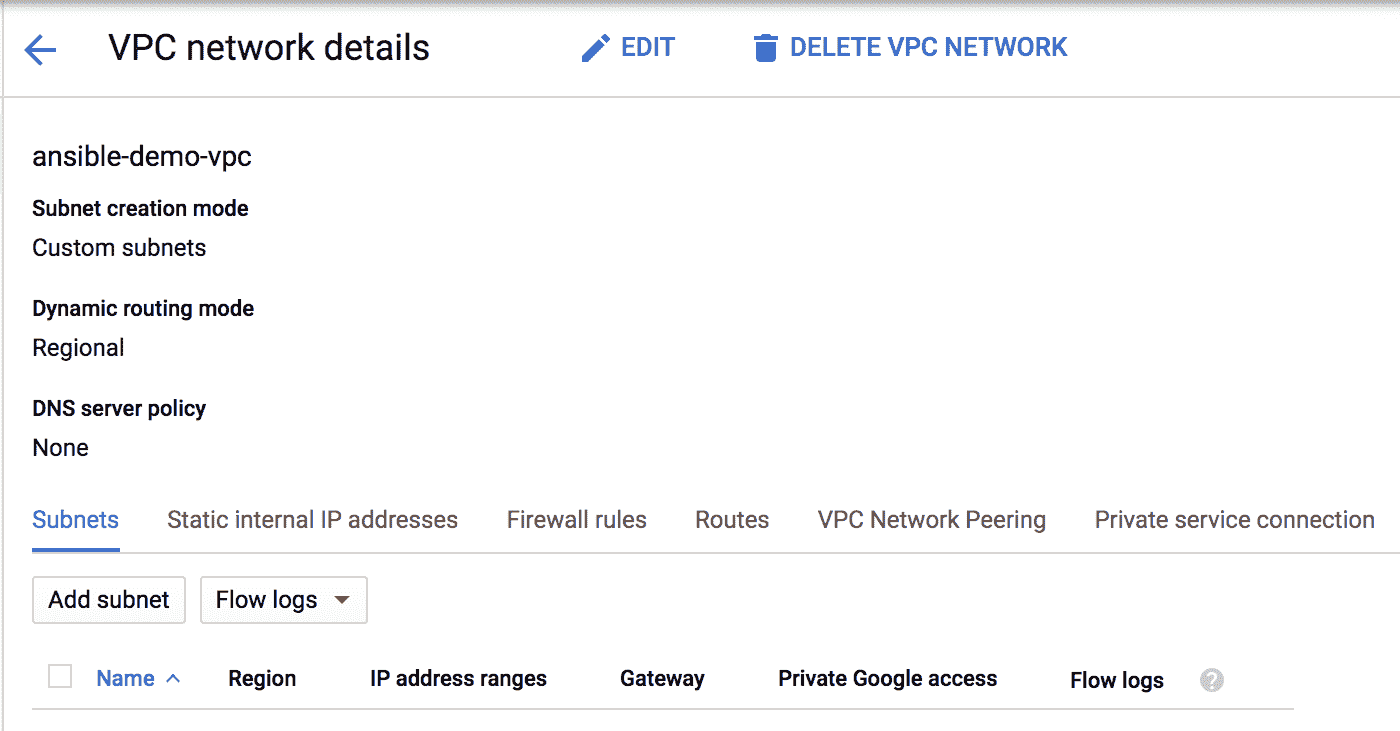 VPC network details EDIT DELETE VPC NETWORK
ansible-demo-vpc
Subnet creation mode
Custom subnets
Dynamic routing mode
Regional
DNS server policy
None
Subnets Static internal IP addresses Firewall rules Routes VPC Network Peering Private service connection
Add subnet Flow logs
Name Region IP address ranges Gateway Private Google access Flow logs ?